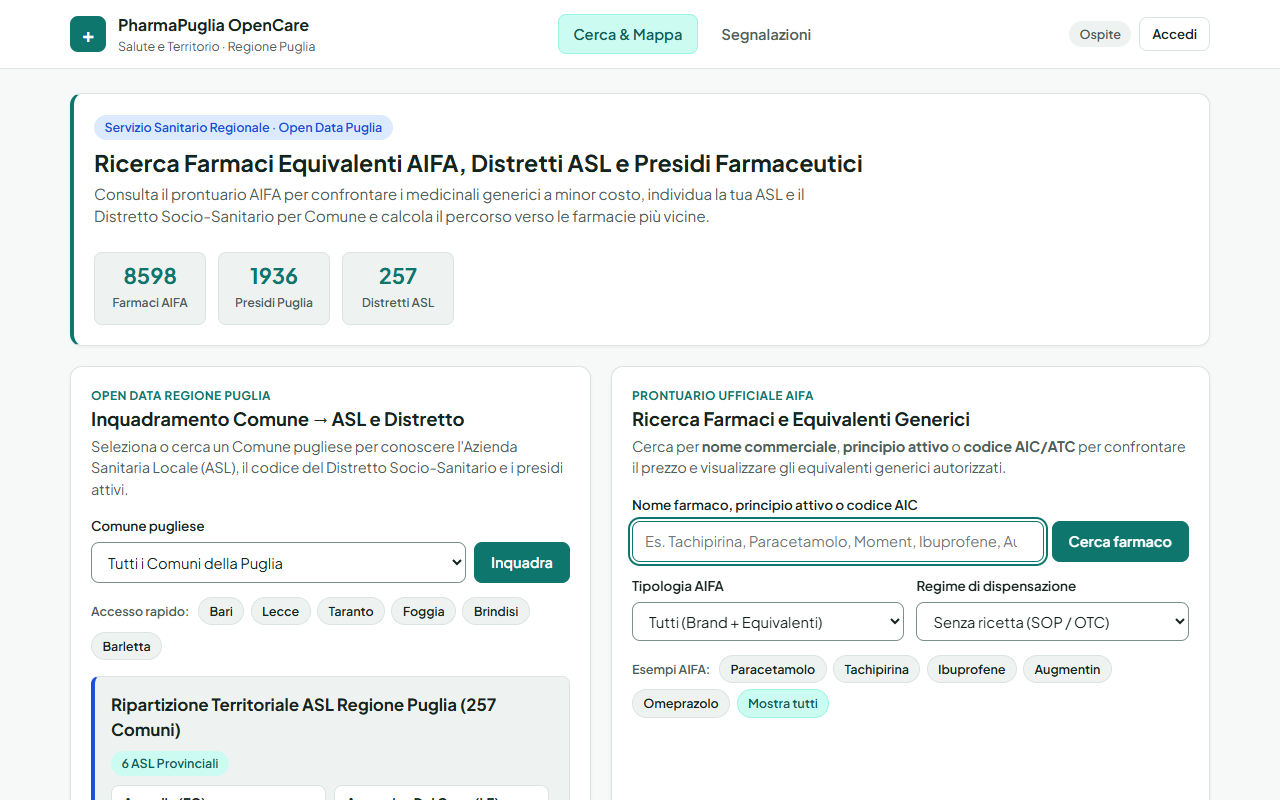 +
PharmaPuglia OpenCare
Salute e Territorio · Regione Puglia
Cerca & Mappa
Segnalazioni
Ospite
Accedi
Servizio Sanitario Regionale · Open Data Puglia
Ricerca Farmaci Equivalenti AIFA, Distretti ASL e Presidi Farmaceutici
Consulta il prontuario AIFA per confrontare i medicinali generici a minor costo, individua la tua ASL e il
Distretto Socio-Sanitario per Comune e calcola il percorso verso le farmacie più vicine.
8598
Farmaci AIFA
1936
Presidi Puglia
257
Distretti ASL
OPEN DATA REGIONE PUGLIA
Inquadramento Comune → ASL e Distretto
Seleziona o cerca un Comune pugliese per conoscere l'Azienda
Sanitaria Locale (ASL), il codice del Distretto Socio-Sanitario e i presidi
attivi.
Comune pugliese
Tutti i Comuni della Puglia
Inquadra
Accesso rapido:
Bari
Lecce
Taranto
Foggia
Brindisi
Barletta
Ripartizione Territoriale ASL Regione Puglia (257
Comuni)
6 ASL Provinciali
PRONTUARIO UFFICIALE AIFA
Ricerca Farmaci e Equivalenti Generici
Cerca per nome commerciale, principio attivo o codice AIC/ATC per confrontare
il prezzo e visualizzare gli equivalenti generici autorizzati.
Nome farmaco, principio attivo o codice AIC
Es. Tachipirina, Paracetamolo, Moment, Ibuprofene, Au
Cerca farmaco
Tipologia AIFA
Regime di dispensazione
Tutti (Brand + Equivalenti)
Senza ricetta (SOP / OTC)
Esempi AIFA:
Paracetamolo
Tachipirina
Ibuprofene
Augmentin
Omeprazolo
Mostra tutti